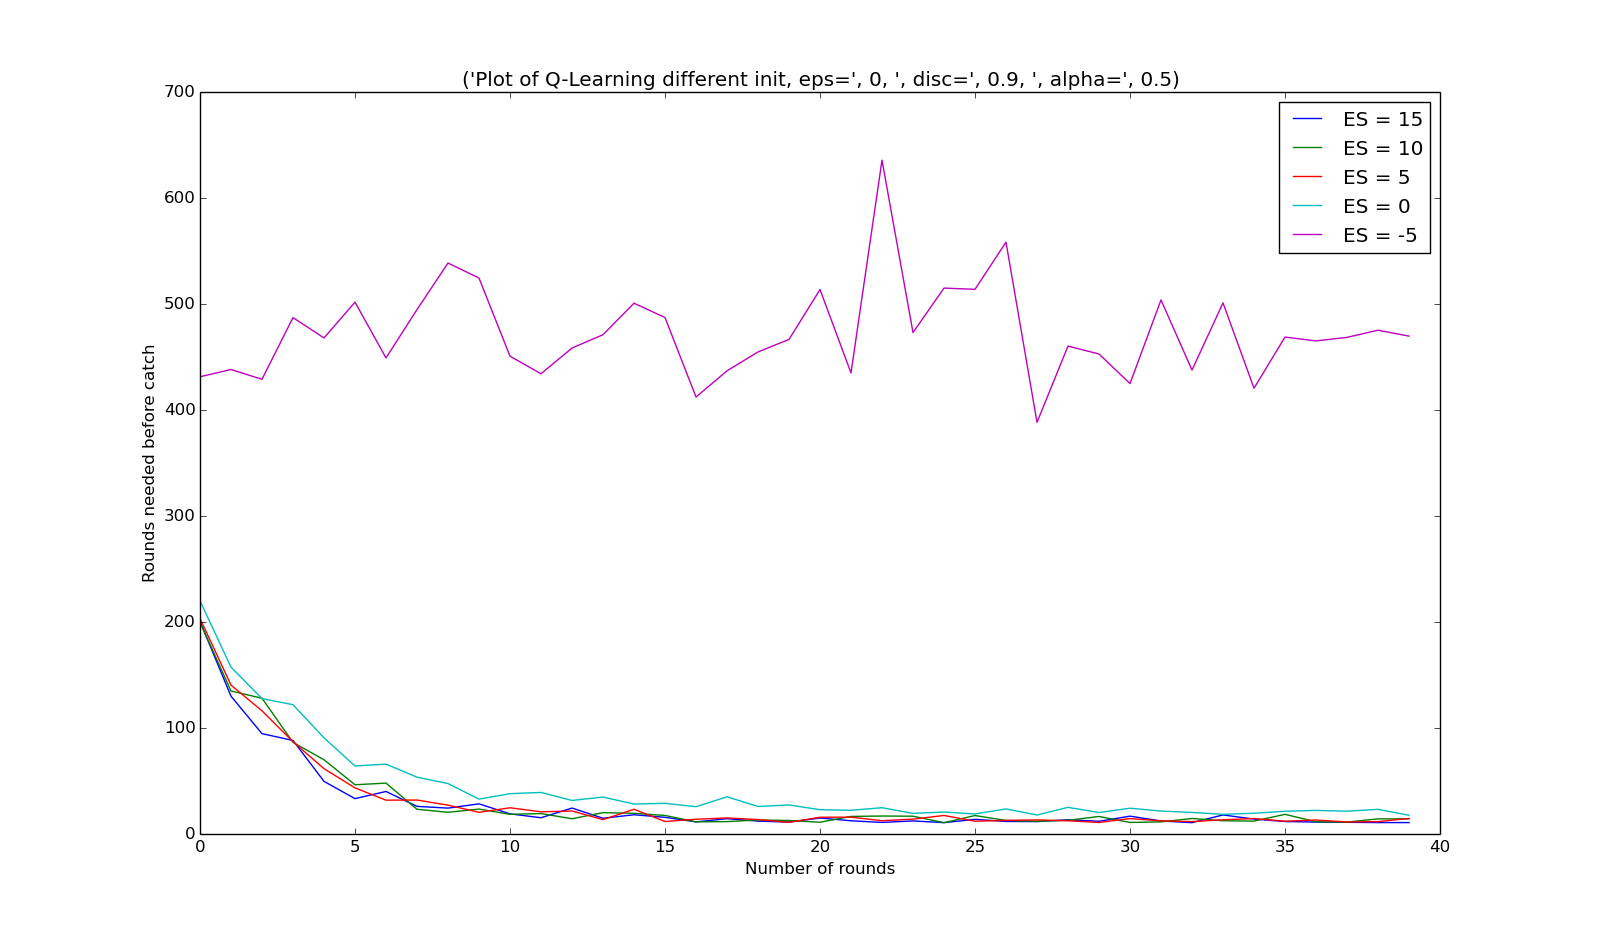 ('Plot of Q-Learning different init, eps=', 0, ', disc=', 0.9, ', alpha=', 0.5)
700
600
500
400
300
200
100
0
Rounds needed before catch
ES = 15
ES = 10
ES = 5
ES = 0
ES = -5
0 5 10 15 20 25 30 35 40
Number of rounds